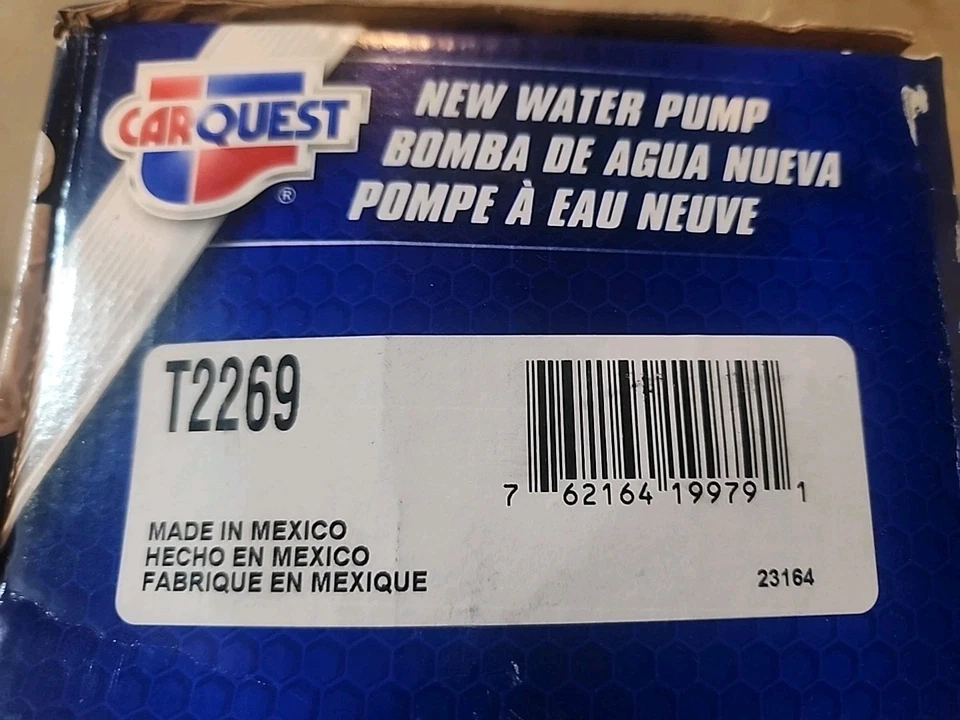 CARQUEST
®
NEW WATER PUMP
BOMBA DE AGUA NUEVA
POMPE À EAU NEUVE
T2269
7 62164 19979 1
MADE IN MEXICO
HECHO EN MEXICO
FABRIQUE EN MEXIQUE
23164